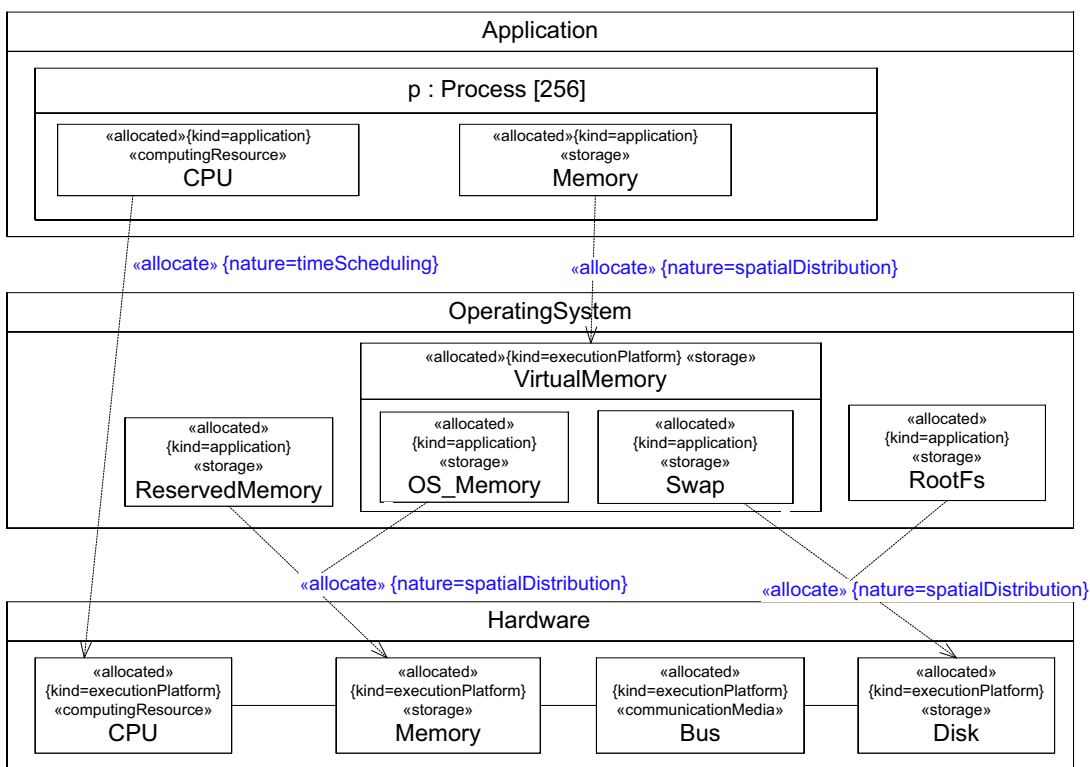 Application
p : Process [256]
«allocated»{kind=application}
«computingResource»
CPU
«allocated»{kind=application}
«storage»
Memory
«allocate» {nature=timeScheduling}
«allocate» {nature=spatialDistribution}
OperatingSystem
«allocated»{kind=executionPlatform} «storage»
VirtualMemory
«allocated»
{kind=application}
«storage»
ReservedMemory
«allocated»
{kind=application}
«storage»
OS_Memory
«allocated»
{kind=application}
«storage»
Swap
«allocated»
{kind=application}
«storage»
RootFs
«allocate» {nature=spatialDistribution}
«allocate» {nature=spatialDistribution}
Hardware
«allocated»
{kind=executionPlatform}
«computingResource»
CPU
«allocated»
{kind=executionPlatform}
«storage»
Memory
«allocated»
{kind=executionPlatform}
«communicationMedia»
Bus
«allocated»
{kind=executionPlatform}
«storage»
Disk